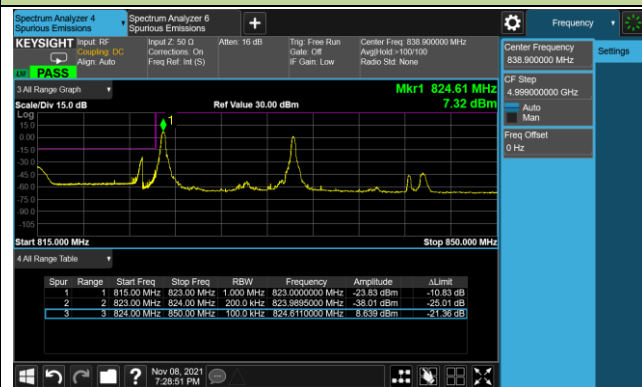 Spectrum Analyzer 4
Spurious Emissions
Spectrum Analyzer 6
Spurious Emissions
Frequency
KEYSIGHT
Input: RF
Coupling: DC
Align: Auto
Input Z: 50 Ω
Corrections: On
Freq Ref: Int (S)
Atten: 16 dB
Trig: Free Run
Gate: Off
IF Gain: Low
Center Freq: 838.900000 MHz
Avg|Hold:>100/100
Radio Std: None
LM PASS
Center Frequency
838.900000 MHz
Settings
CF Step
4.999000000 GHz
Auto
Man
Freq Offset
0 Hz
3 All Range Graph
Mkr1 824.61 MHz
Scale/Div 15.0 dB
Ref Value 30.00 dBm
7.32 dBm
Log
15.0
0.00
-15.0
-30.0
-45.0
-60.0
-75.0
-90.0
-105
1
Start 815.000 MHz
Stop 850.000 MHz
4 All Range Table
Spur Range Start Freq Stop Freq RBW Frequency Amplitude ΔLimit
1 1 815.00 MHz 823.00 MHz 1.000 MHz 823.0000000 MHz -23.83 dBm -10.83 dB
2 2 823.00 MHz 824.00 MHz 200.0 kHz 823.9895000 MHz -38.01 dBm -25.01 dB
3 3 824.00 MHz 850.00 MHz 100.0 kHz 824.6110000 MHz 8.639 dBm -21.36 dB
?
Nov 08, 2021
7:28:51 PM